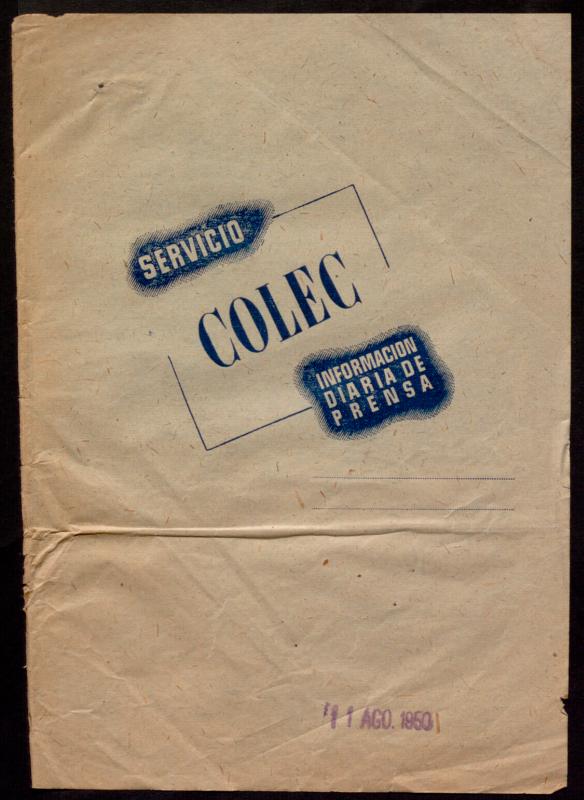 SERVICIO
COLEC
INFORMACION
DIARIA DE
PRENSA
11 AGO. 1950